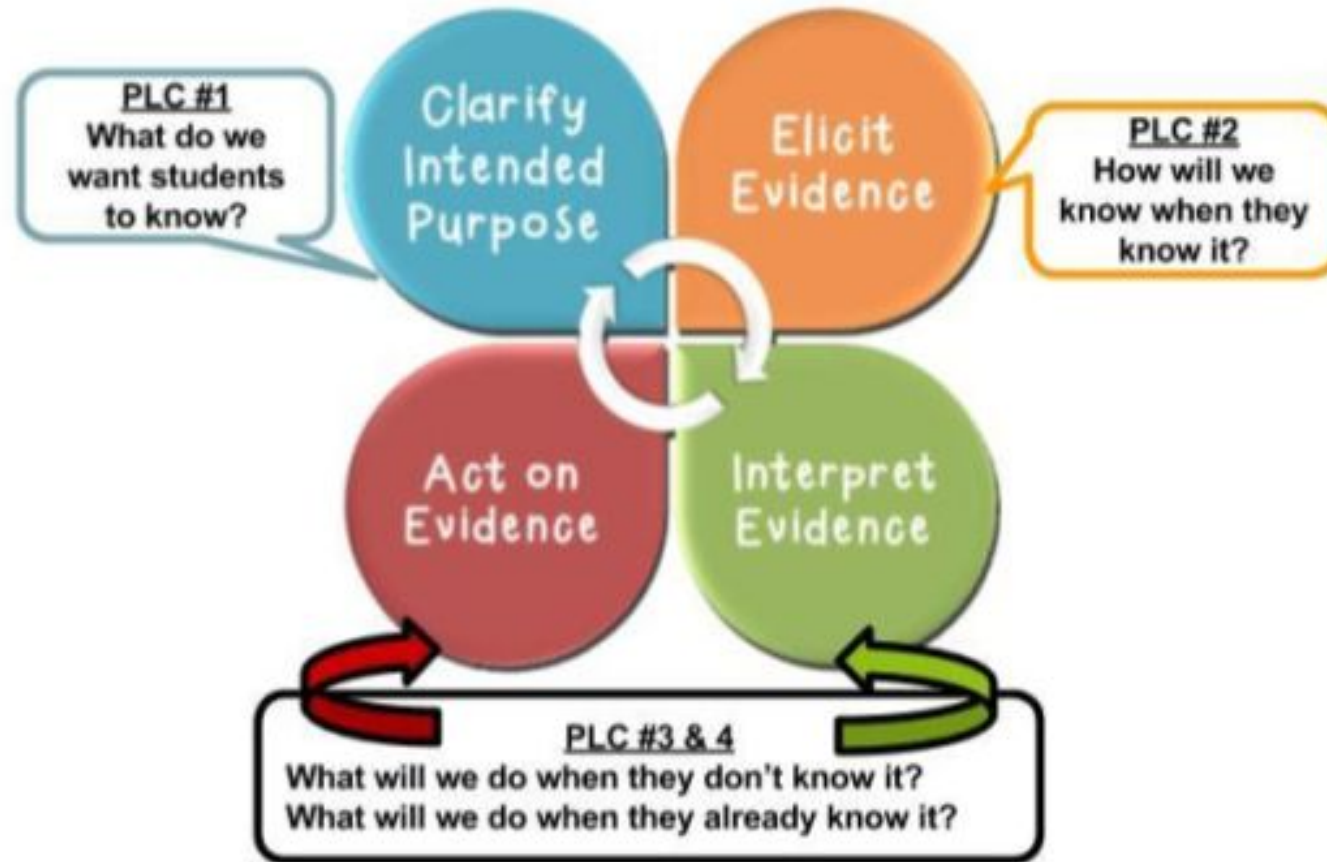 PLC #1
What do we
want students
to know?
Clarify
Intended
Purpose
Elicit
Evidence
PLC #2
How will we
know when they
know it?
Act on
Evidence
Interpret
Evidence
PLC #3 & 4
What will we do when they don't know it?
What will we do when they already know it?